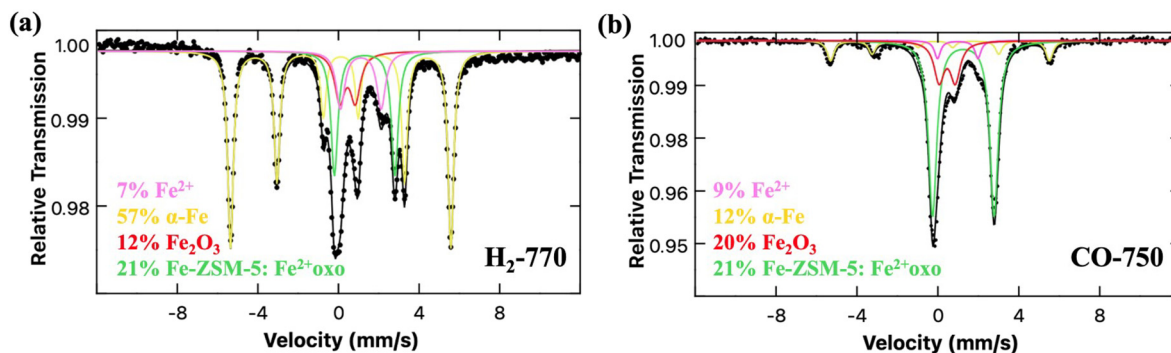 (a)
1.00
0.99
0.98
Relative Transmission
7% Fe²⁺
57% α-Fe
12% Fe₂O₃
21% Fe-ZSM-5: Fe²⁺oxo
H₂-770
-8 -4 0 4 8
Velocity (mm/s)
(b)
1.00
0.99
0.98
0.96
0.95
Relative Transmission
9% Fe²⁺
12% α-Fe
20% Fe₂O₃
21% Fe-ZSM-5: Fe²⁺oxo
CO-750
-8 -4 0 4 8
Velocity (mm/s)